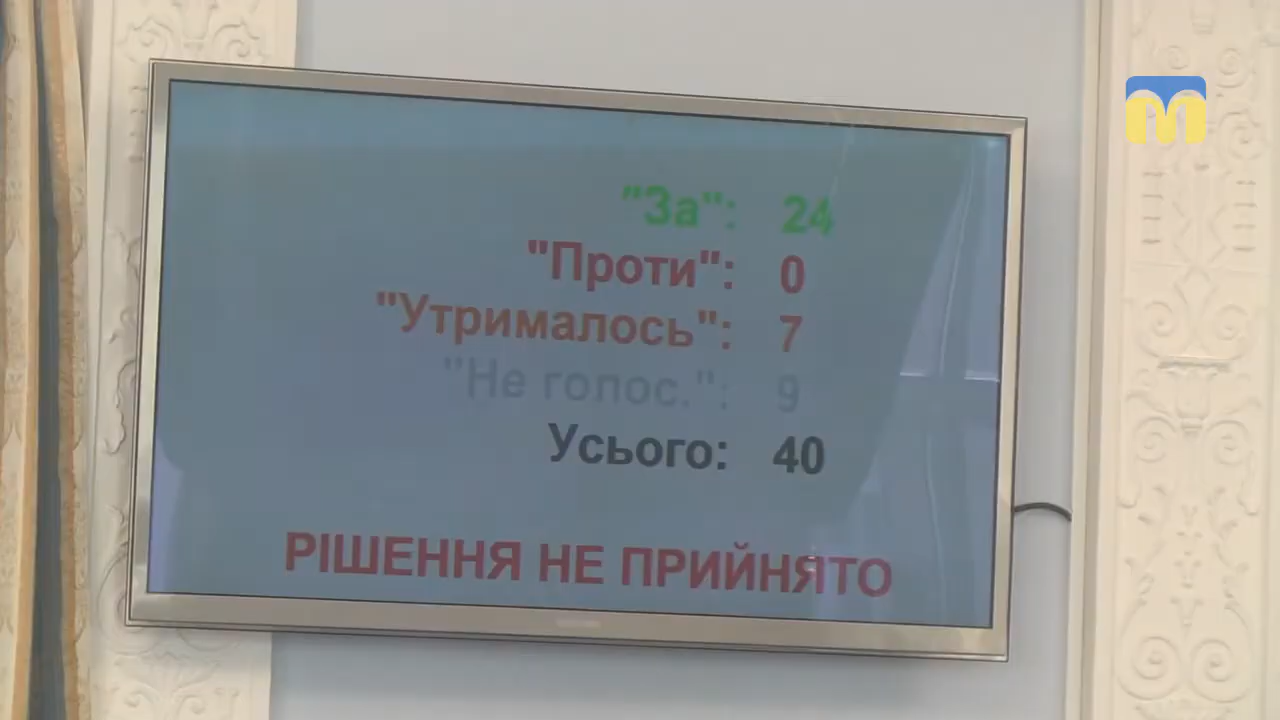 "За": 24
"Проти": 0
"Утрималось": 7
"Не голос.": 9
Усього: 40
РІШЕННЯ НЕ ПРИЙНЯТО